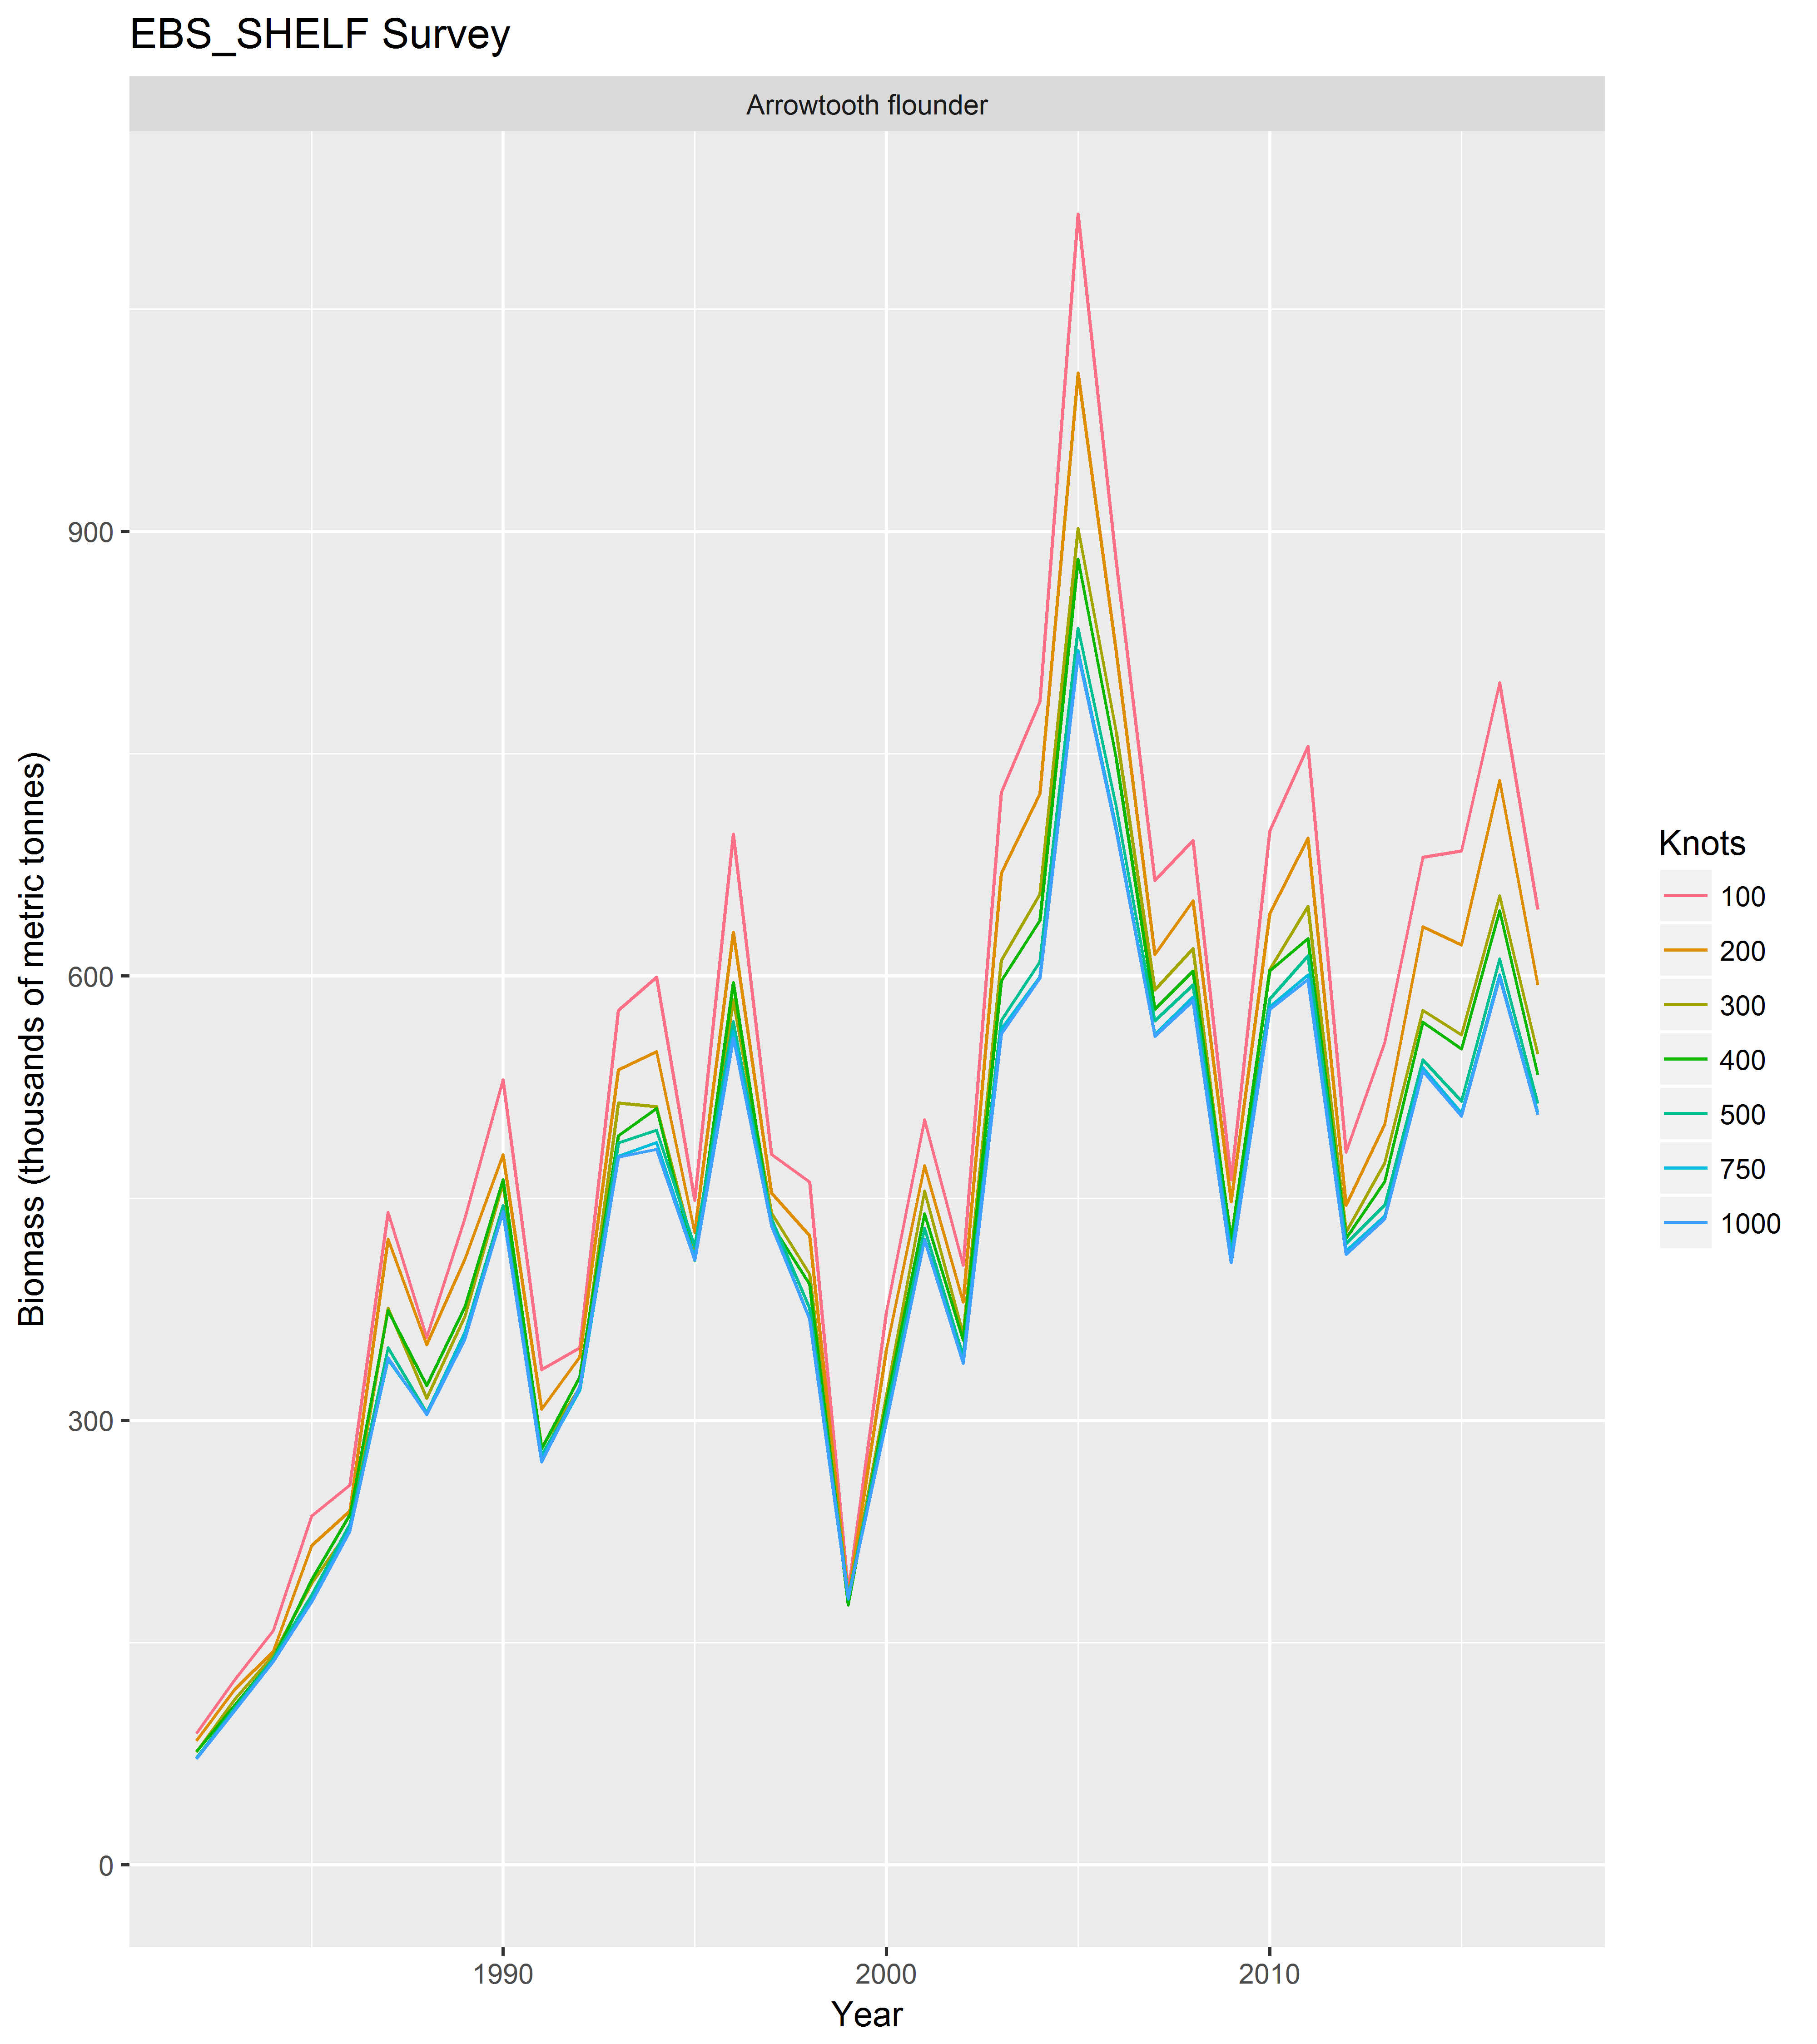 EBS_SHELF Survey
Arrowtooth flounder
Biomass (thousands of metric tonnes)
900
600
300
0
1990
2000
2010
Year
Knots
100
200
300
400
500
750
1000